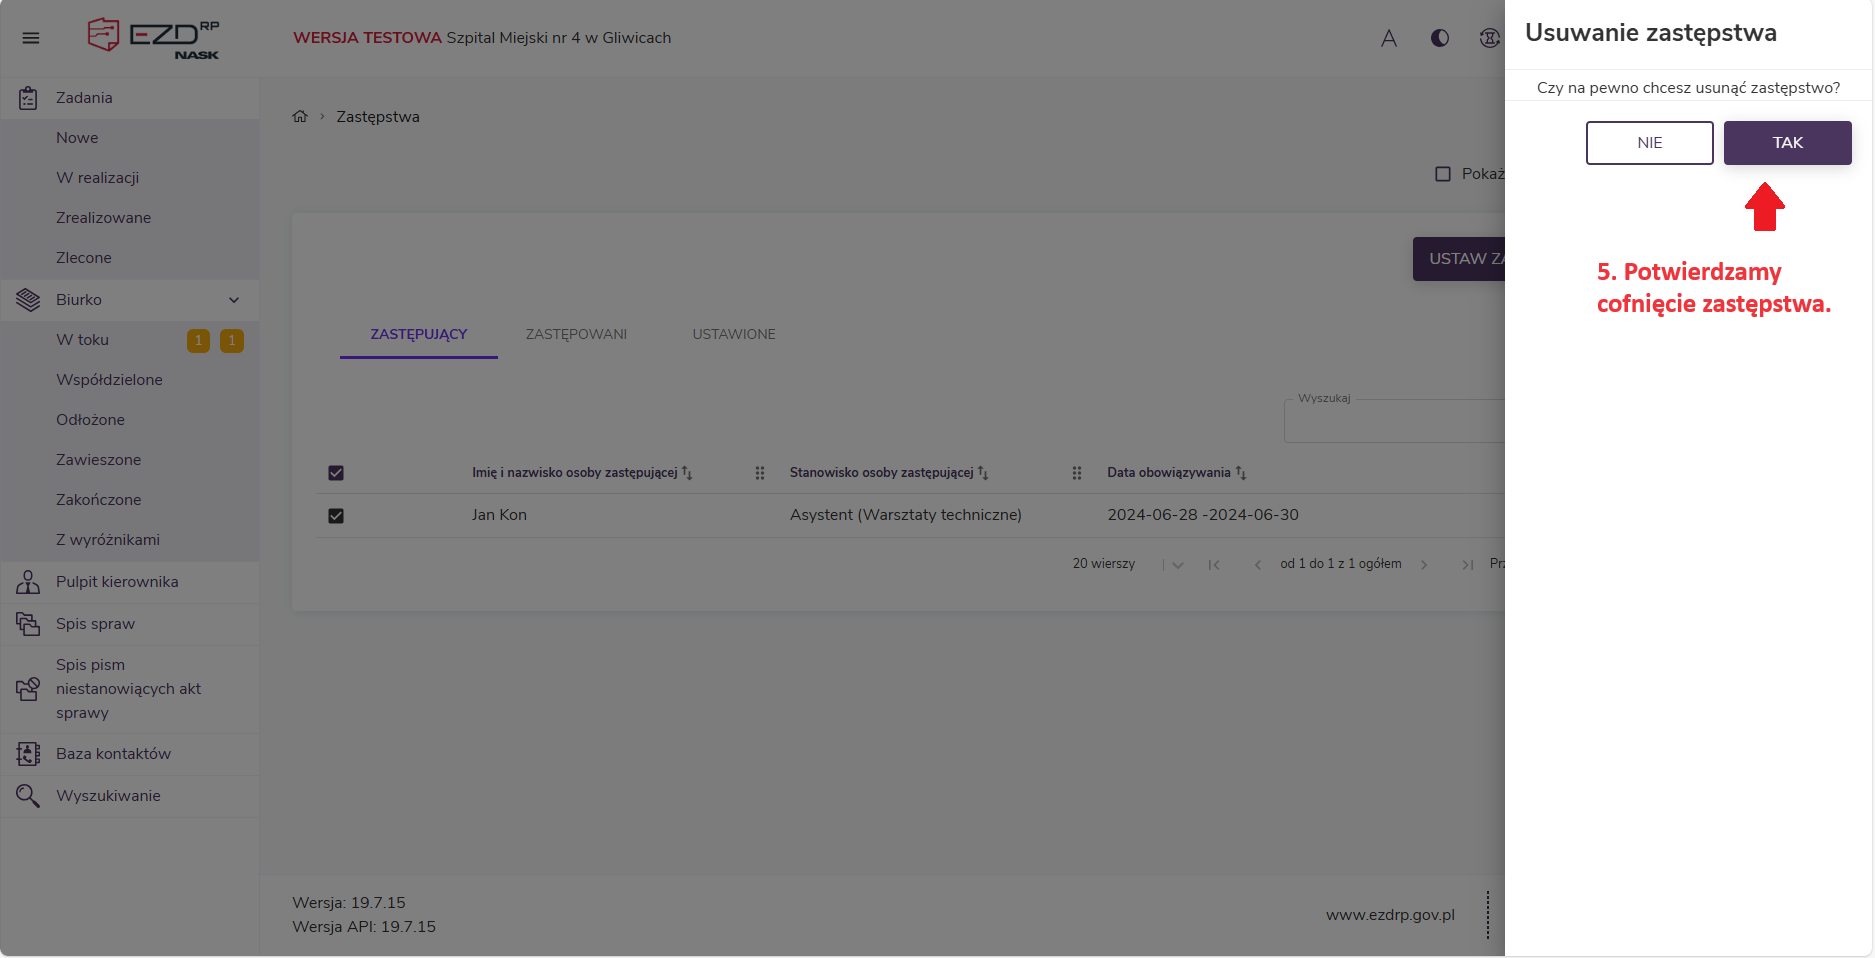 EZD RP
NASK
WERSJA TESTOWA Szpital Miejski nr 4 w Gliwicach
A
Usuwanie zastępstwa
Czy na pewno chcesz usunąć zastępstwo?
NIE
TAK
5. Potwierdzamy
cofnięcie zastępstwa.
Zadania
Nowe
W realizacji
Zrealizowane
Zlecone
Biurko
W toku 1 1
Współdzielone
Odłożone
Zawieszone
Zakończone
Z wyróżnikami
Pulpit kierownika
Spis spraw
Spis pism
niestanowiących akt
sprawy
Baza kontaktów
Wyszukiwanie
Zastępstwa
Pokaż
USTAW ZA
ZASTĘPUJĄCY
ZASTĘPOWANI
USTAWIONE
Wyszukaj
Imię i nazwisko osoby zastępującej
Stanowisko osoby zastępującej
Data obowiązywania
Jan Kon
Asystent (Warsztaty techniczne)
2024-06-28 -2024-06-30
20 wierszy
od 1 do 1 z 1 ogółem
Prz
Wersja: 19.7.15
Wersja API: 19.7.15
www.ezdrp.gov.pl